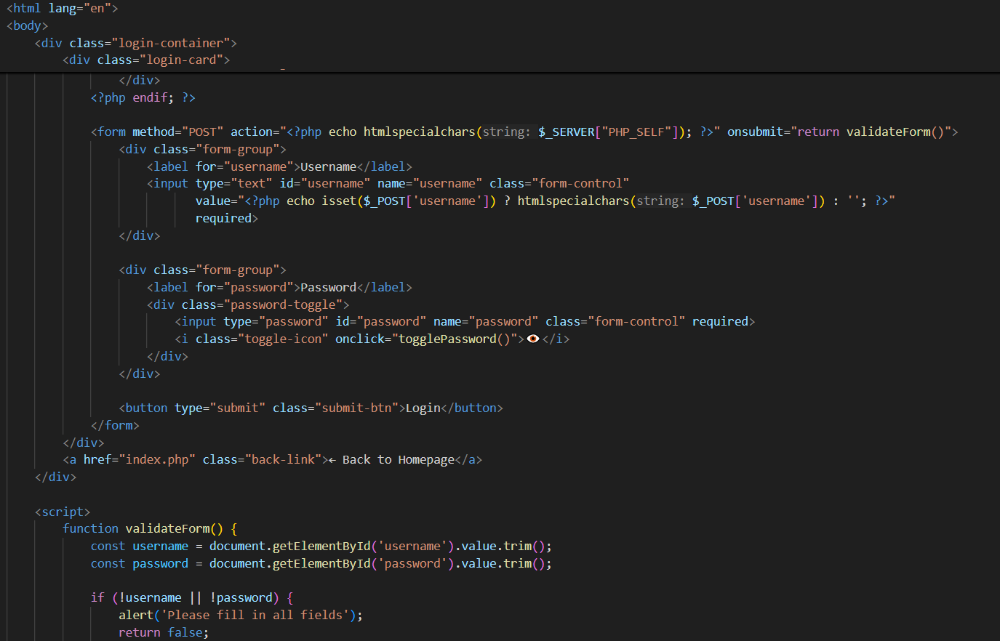 <html lang="en">
<body>
<div class="login-container">
<div class="login-card">
</div>
<?php endif; ?>
<form method="POST" action="<?php echo htmlspecialchars(string: $_SERVER["PHP_SELF"]); ?>" onsubmit="return validateForm()">
<div class="form-group">
<label for="username">Username</label>
<input type="text" id="username" name="username" class="form-control"
value="<?php echo isset($_POST['username']) ? htmlspecialchars(string: $_POST['username']) : ''; ?>"
required>
</div>
<div class="form-group">
<label for="password">Password</label>
<div class="password-toggle">
<input type="password" id="password" name="password" class="form-control" required>
<i class="toggle-icon" onclick="togglePassword()">👁️</i>
</div>
</div>
<button type="submit" class="submit-btn">Login</button>
</form>
</div>
<a href="index.php" class="back-link">← Back to Homepage</a>
</div>
<script>
function validateForm() {
const username = document.getElementById('username').value.trim();
const password = document.getElementById('password').value.trim();
if (!username || !password) {
alert('Please fill in all fields');
return false;